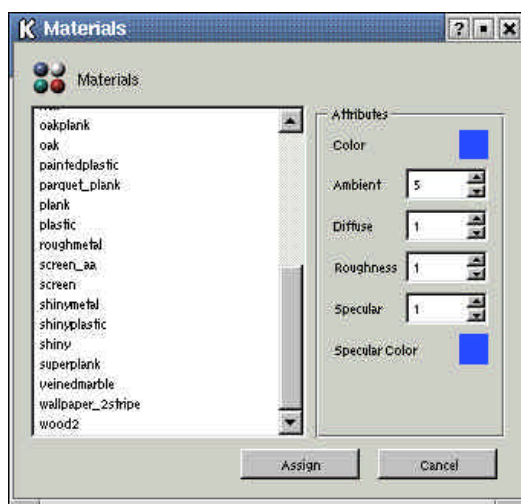 K Materials ?
Materials
oakplank
oak
paintedplastic
parquet_plank
plank
plastic
roughmetal
screen_aa
screen
shinymetal
shinyplastic
shiny
superplank
veinedmarble
wallpaper_2stripe
wood2
Attributes
Color
Ambient 5
Diffuse 1
Roughness 1
Specular 1
Specular Color
Assign Cancel